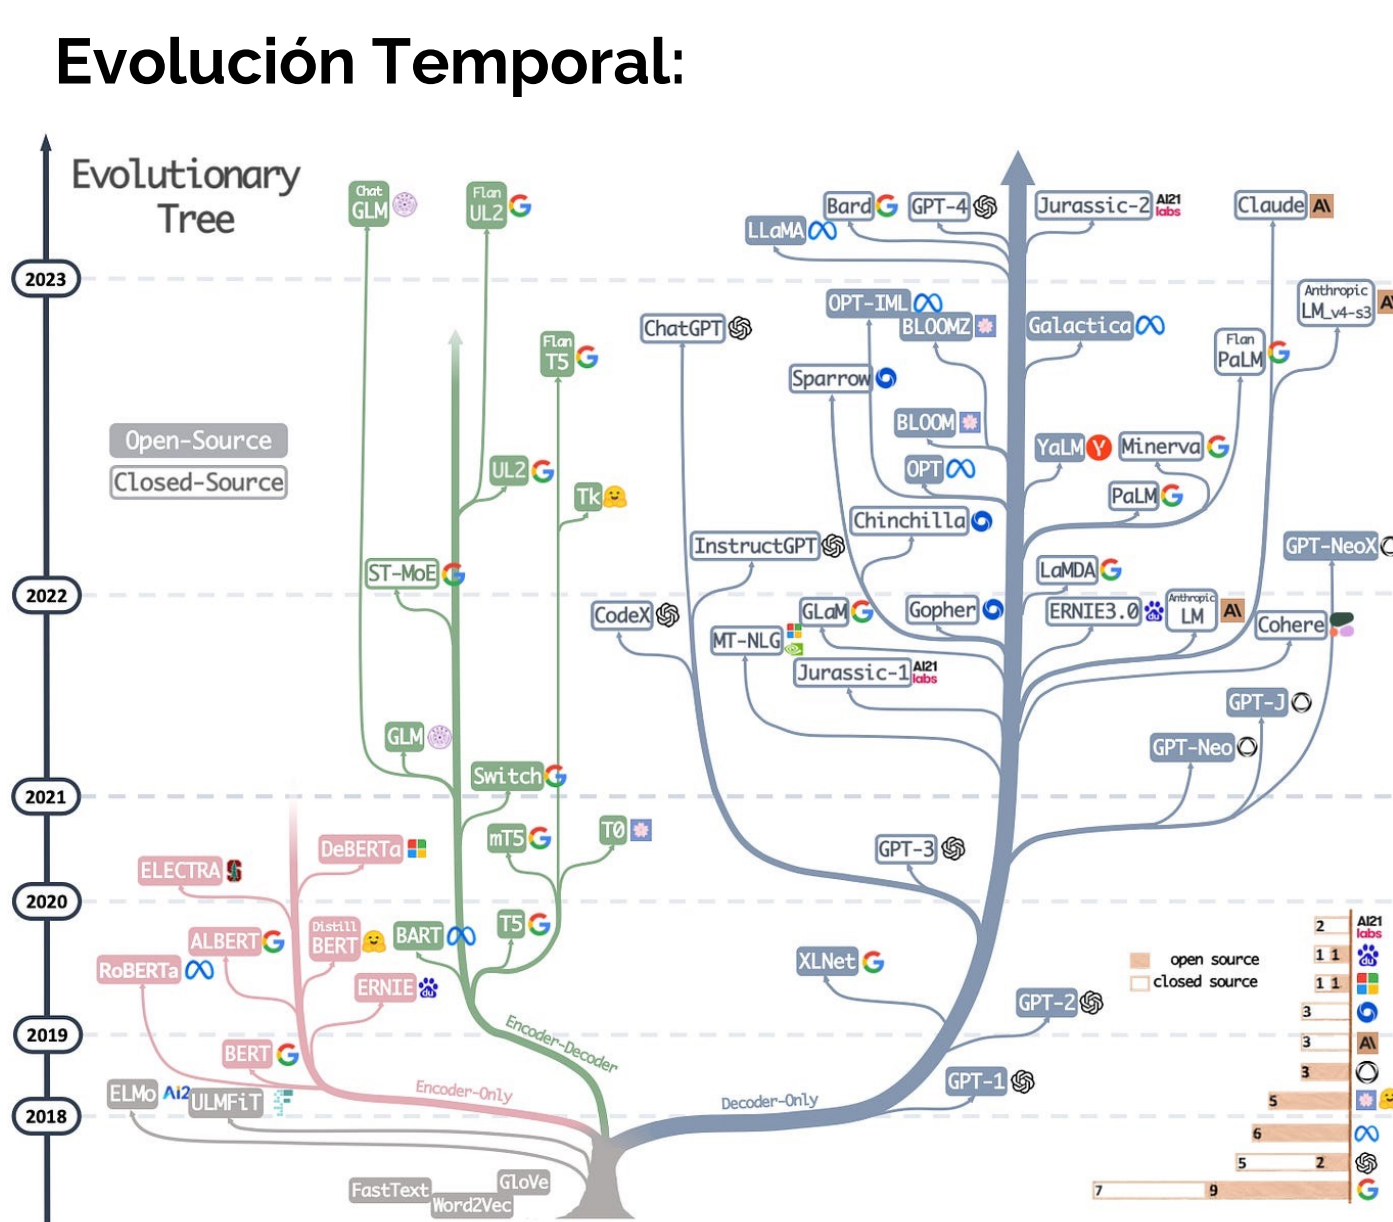 Evolución Temporal:
Evolutionary
Tree
Chat
GLM
Flan
UL2
Bard
GPT-4
Jurassic-2
AI21
labs
Claude
A\
LLaMA
2023
Anthropic
LM_v4-s3
A\
OPT-IML
ChatGPT
BLOOMZ
Galactica
Flan
T5
Flan
PaLM
Sparrow
BLOOM
Open-Source
YaLM
Y
Minerva
UL2
OPT
Closed-Source
Tk
PaLM
Chinchilla
InstructGPT
GPT-NeoX
ST-MoE
LaMDA
2022
CodeX
GLaM
Gopher
ERNIE3.0
du
Anthropic
LM
A\
Cohere
MT-NLG
Jurassic-1
AI21
labs
GPT-J
GLM
GPT-Neo
Switch
2021
mT5
T0
DeBERTa
GPT-3
ELECTRA
2020
T5
2
AI21
labs
Distill
BERT
BART
ALBERT
1 1
du
open source
XLNet
RoBERTa
closed source
1 1
ERNIE
du
GPT-2
3
2019
Encoder-Decoder
3
A\
BERT
3
GPT-1
ELMo
Ai2
ULMFiT
Encoder-Only
Decoder-Only
5
2018
6
5
2
FastText
GloVe
Word2Vec
7
9